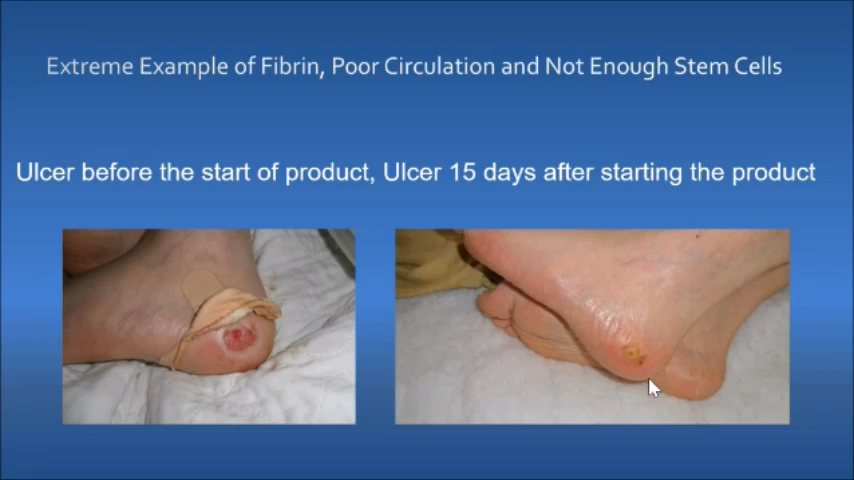 Extreme Example of Fibrin, Poor Circulation and Not Enough Stem Cells
Ulcer before the start of product, Ulcer 15 days after starting the product